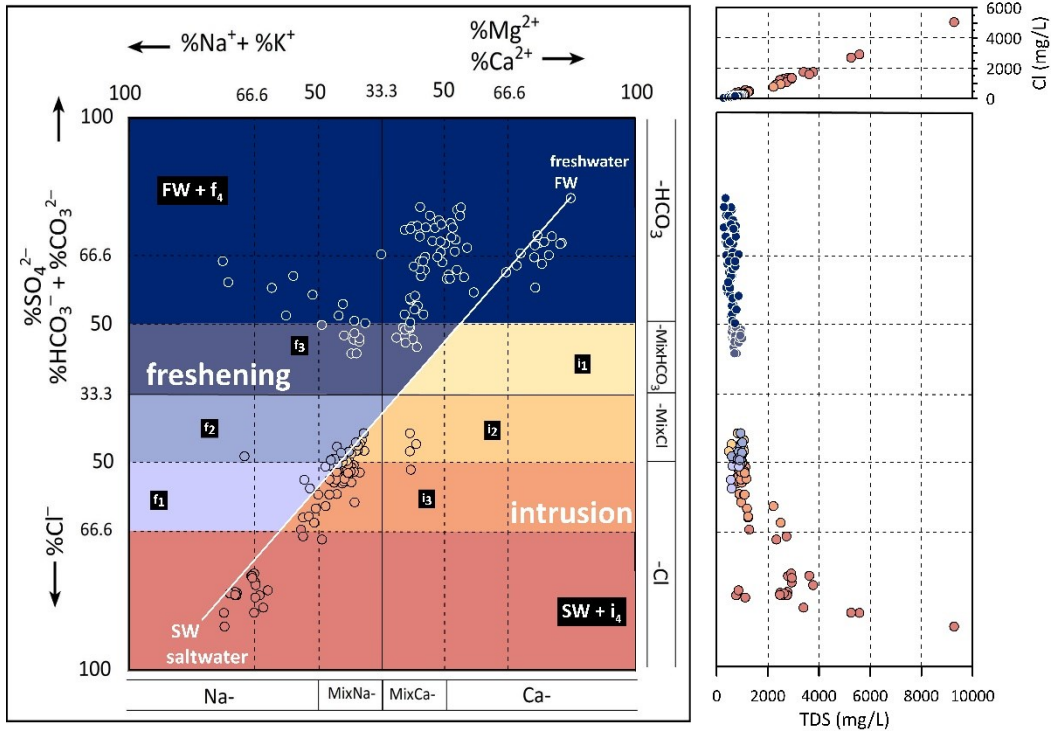 %Na⁺ + %K⁺
%Mg²⁺
%Ca²⁺
100 66.6 50 33.3 50 66.6 100
%SO₄²⁻
%HCO₃⁻ + %CO₃²⁻
%Cl⁻
100
66.6
50
33.3
50
66.6
100
FW + f₄
freshwater
FW
f₃
freshening
i₁
f₂
i₂
f₁
i₃
intrusion
SW + i₄
SW
saltwater
-HCO₃
-MixHCO₃
-MixCl
-Cl
Na- MixNa- MixCa- Ca-
6000
4000
2000
0
Cl (mg/L)
0 2000 4000 6000 8000 10000
TDS (mg/L)